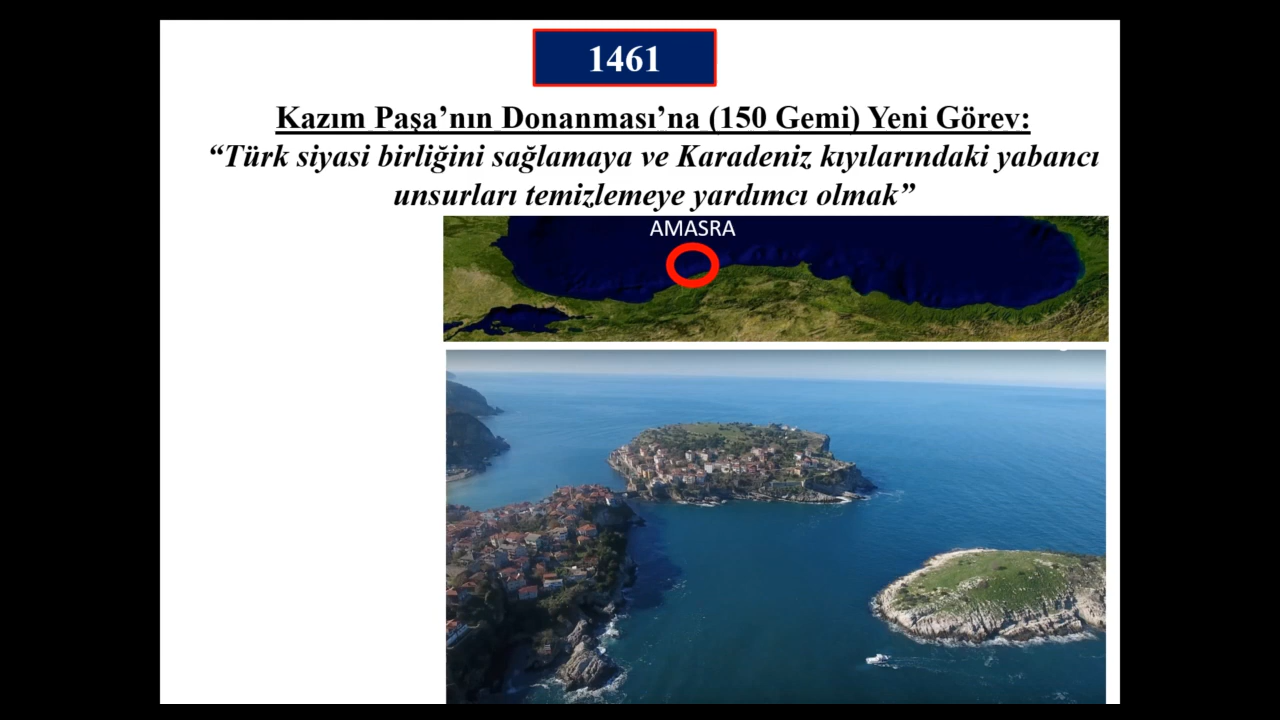 1461
Kazım Paşa’nın Donanması’na (150 Gemi) Yeni Görev:
“Türk siyasi birliğini sağlamaya ve Karadeniz kıyılarındaki yabancı
unsurları temizlemeye yardımcı olmak”
AMASRA